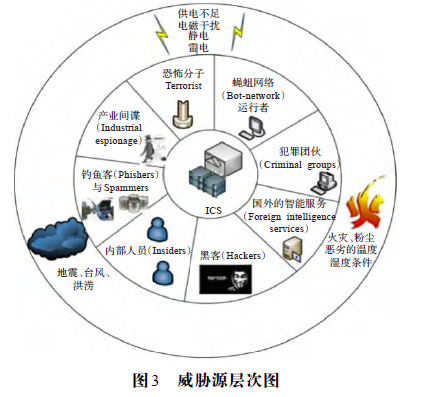 供电不足
电磁干扰
静电
雷电
恐怖分子
Terrorist
蝇蛆网络
(Bot-network)
运行者
产业间谍
(Industrial
espionage)
犯罪团伙
(Criminal groups)
钓鱼客(Phishers)
与Spammers
ICS
国外的智能服务
(Foreign intelligence
services)
内部人员(Insiders)
黑客(Hackers)
火灾、粉尘
恶劣的温度
湿度条件
地震、台风、
洪涝
图3 威胁源层次图